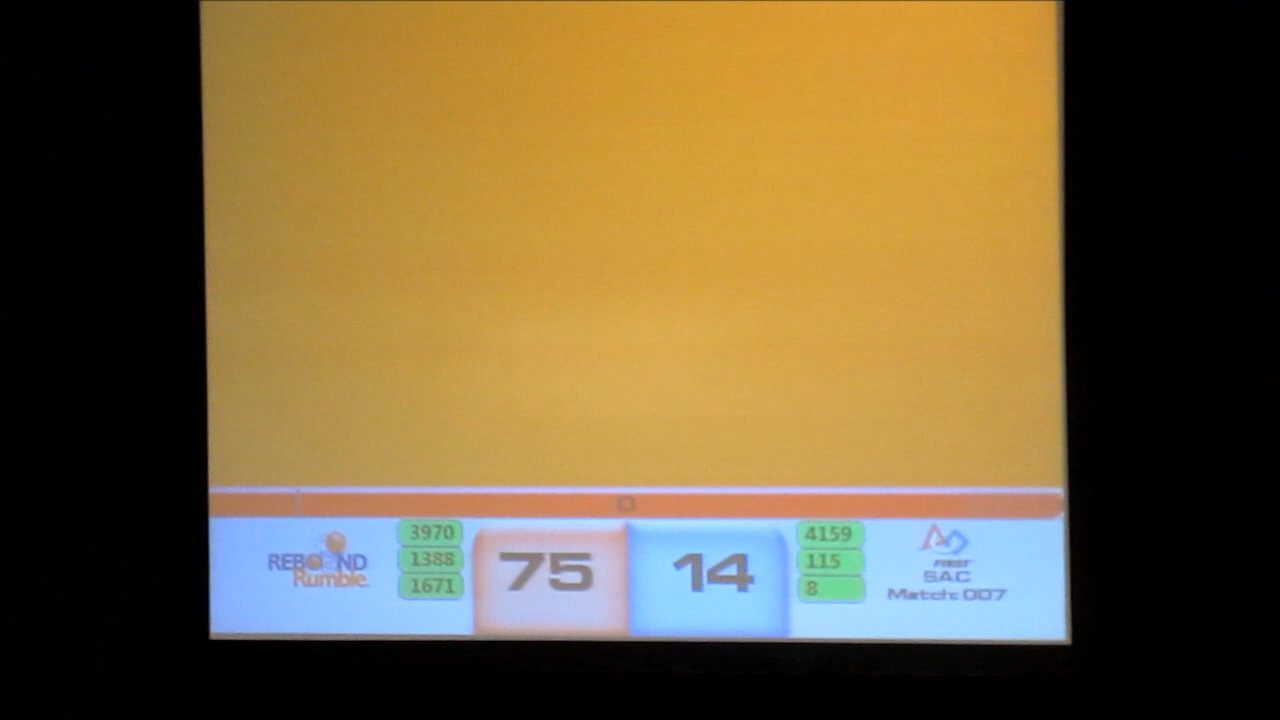 REBOUND
Rumble
3970
1388
1671
75
14
4159
115
8
FIRST
SAC
Match: 007